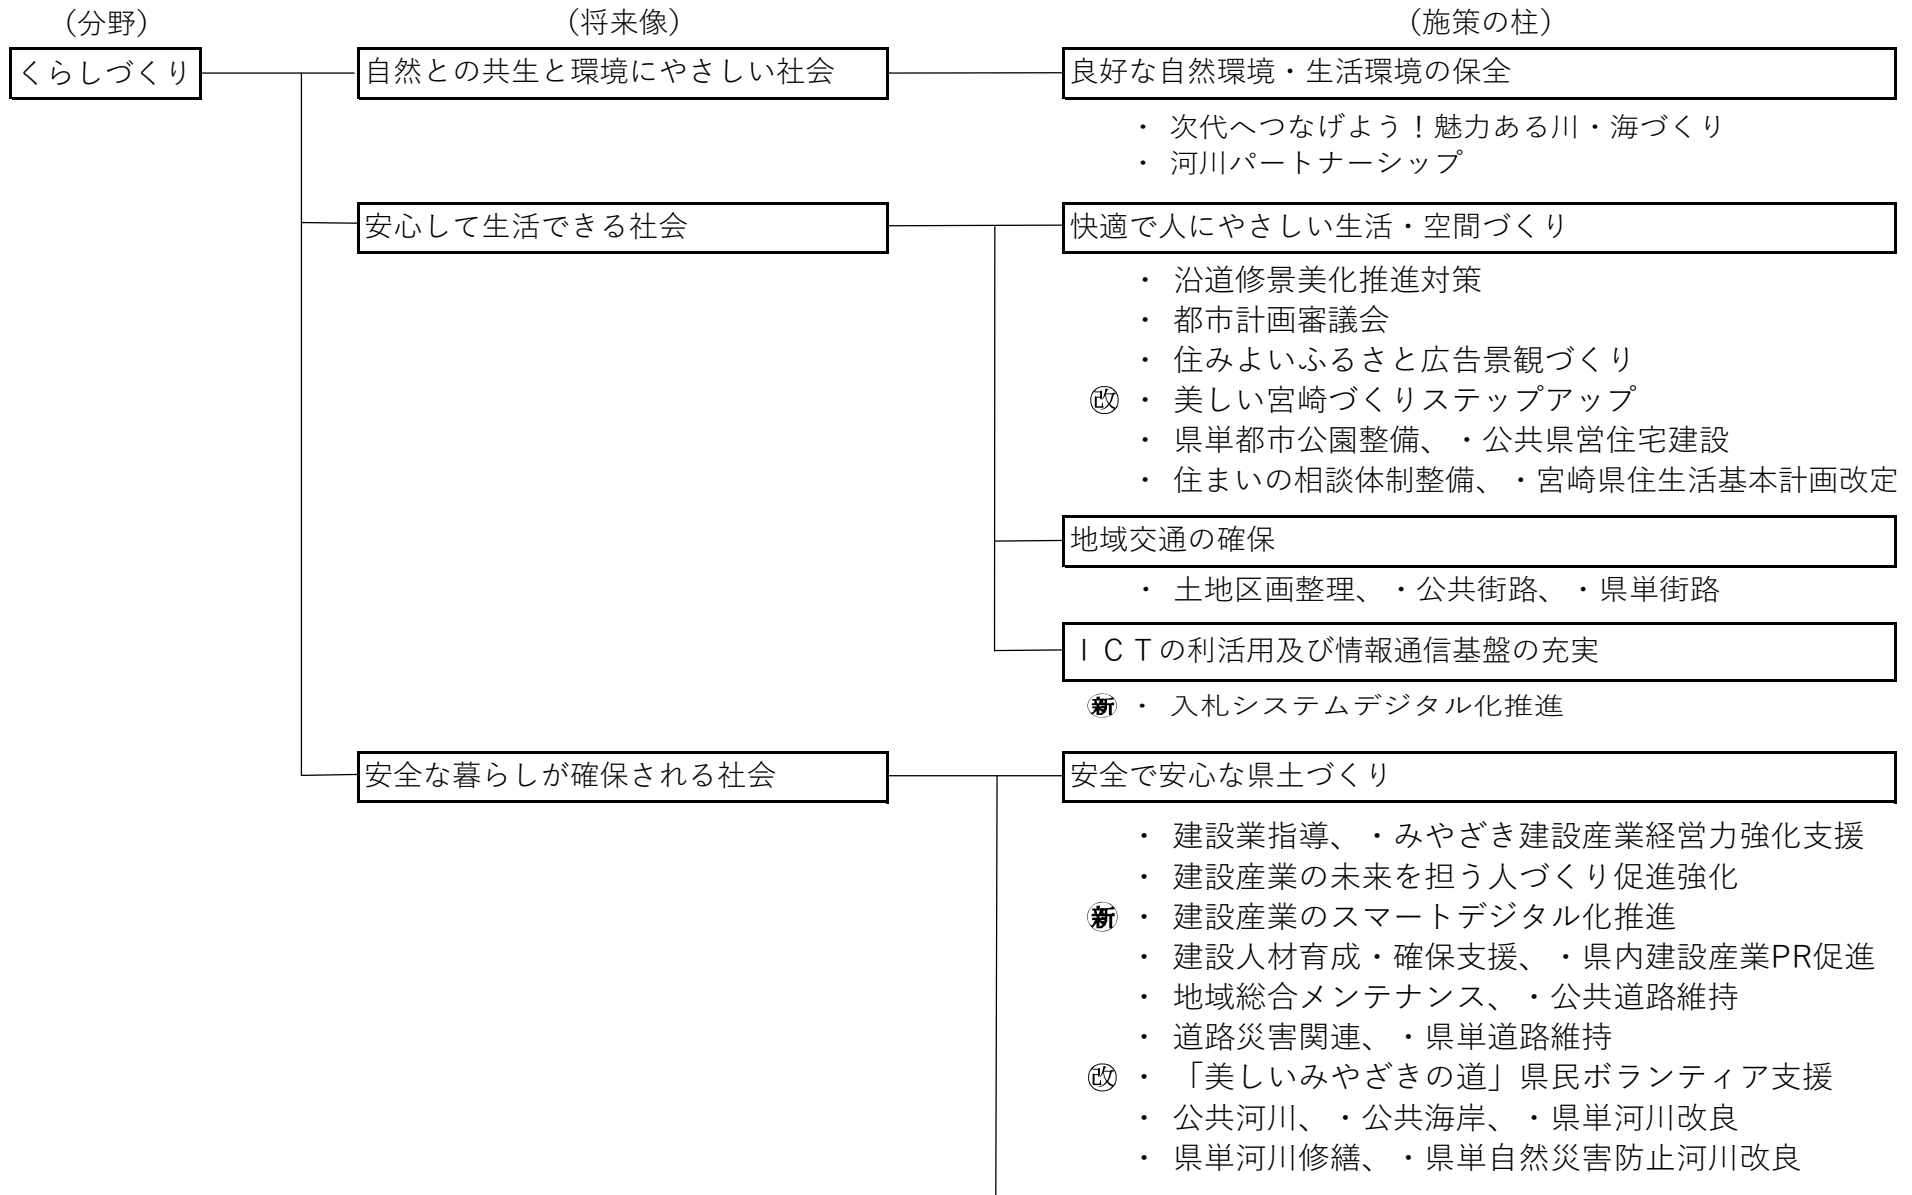 （分野）　（将来像）　（施策の柱）
くらしづくり　自然との共生と環境にやさしい社会　良好な自然環境・生活環境の保全
・ 次代へつなげよう！魅力ある川・海づくり
・ 河川パートナーシップ
安心して生活できる社会　快適で人にやさしい生活・空間づくり
・ 沿道修景美化推進対策
・ 都市計画審議会
・ 住みよいふるさと広告景観づくり
㊢改 ・ 美しい宮崎づくりステップアップ
・ 県単都市公園整備、・公共県営住宅建設
・ 住まいの相談体制整備、・宮崎県住生活基本計画改定
地域交通の確保
・ 土地区画整理、・公共街路、・県単街路
ＩＣＴの利活用及び情報通信基盤の充実
新 ・ 入札システムデジタル化推進
安全な暮らしが確保される社会　安全で安心な県土づくり
・ 建設業指導、・みやざき建設産業経営力強化支援
・ 建設産業の未来を担う人づくり促進強化
新 ・ 建設産業のスマートデジタル化推進
・ 建設人材育成・確保支援、・県内建設産業PR促進
・ 地域総合メンテナンス、・公共道路維持
・ 道路災害関連、・県単道路維持
改 ・ 「美しいみやざきの道」県民ボランティア支援
・ 公共河川、・公共海岸、・県単河川改良
・ 県単河川修繕、・県単自然災害防止河川改良